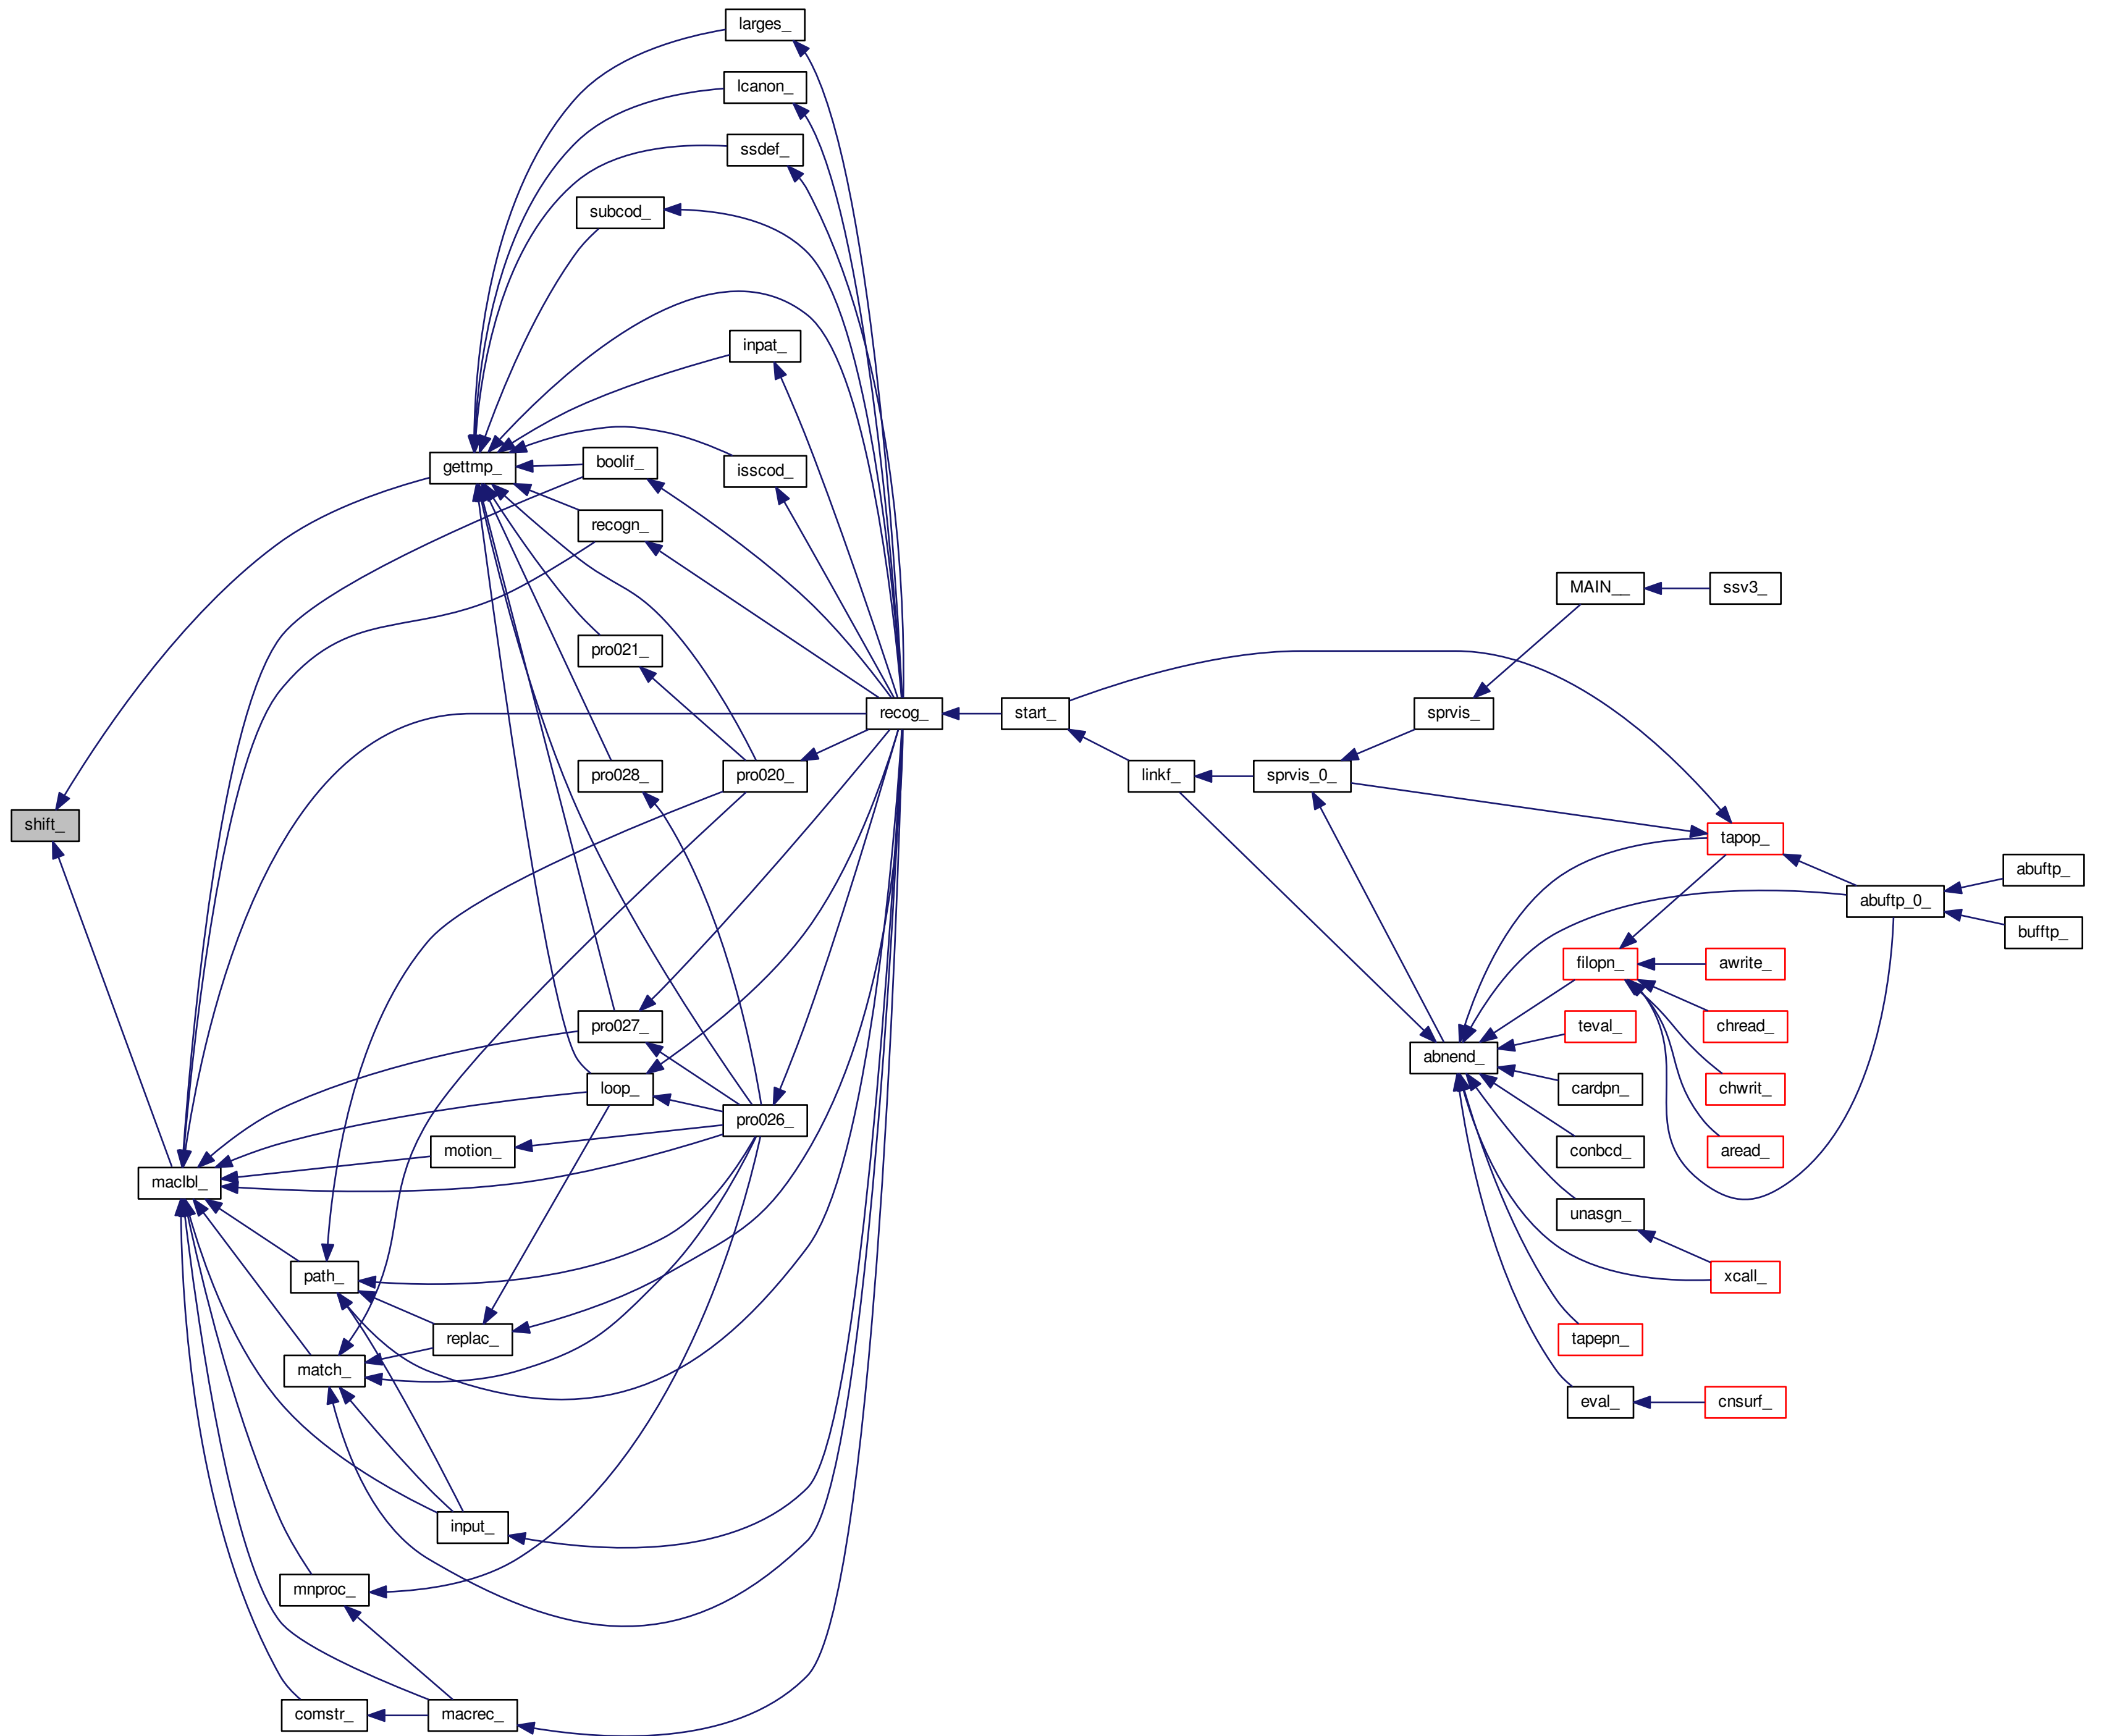 larges_
lcanon_
ssdef_
subcod_
inpat_
gettmp_
boolif_
isscod_
recogn_
MAIN__
ssv3_
pro021_
recog_
start_
sprvis_
pro028_
pro020_
linkf_
sprvis_0_
shift_
tapop_
abuftp_
abuftp_0_
bufftp_
filopn_
awrite_
pro027_
teval_
chread_
abnend_
loop_
cardpn_
chwrit_
pro026_
motion_
conbcd_
aread_
maclbl_
unasgn_
path_
xcall_
replac_
tapepn_
match_
eval_
cnsurf_
input_
mnproc_
comstr_
macrec_